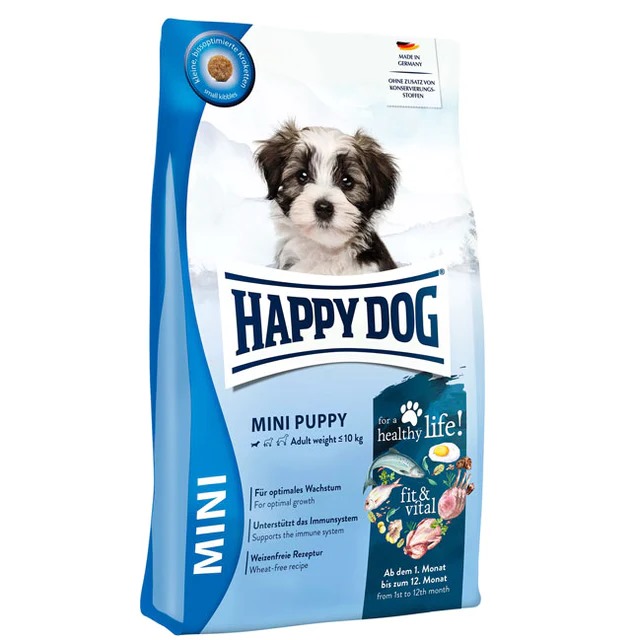 kleine, bissoptimierte Kroketten
small kibbles
MADE IN
GERMANY
OHNE ZUSATZ VON
KONSERVIERUNGS-
STOFFEN
HAPPY DOG®
MINI PUPPY
Adult weight ≤ 10 kg
for a
healthy life!
fit &
vital
MINI
Für optimales Wachstum
For optimal growth
Unterstützt das Immunsystem
Supports the immune system
Weizenfreie Rezeptur
Wheat-free recipe
Ab dem 1. Monat
bis zum 12. Monat
from 1st to 12th month